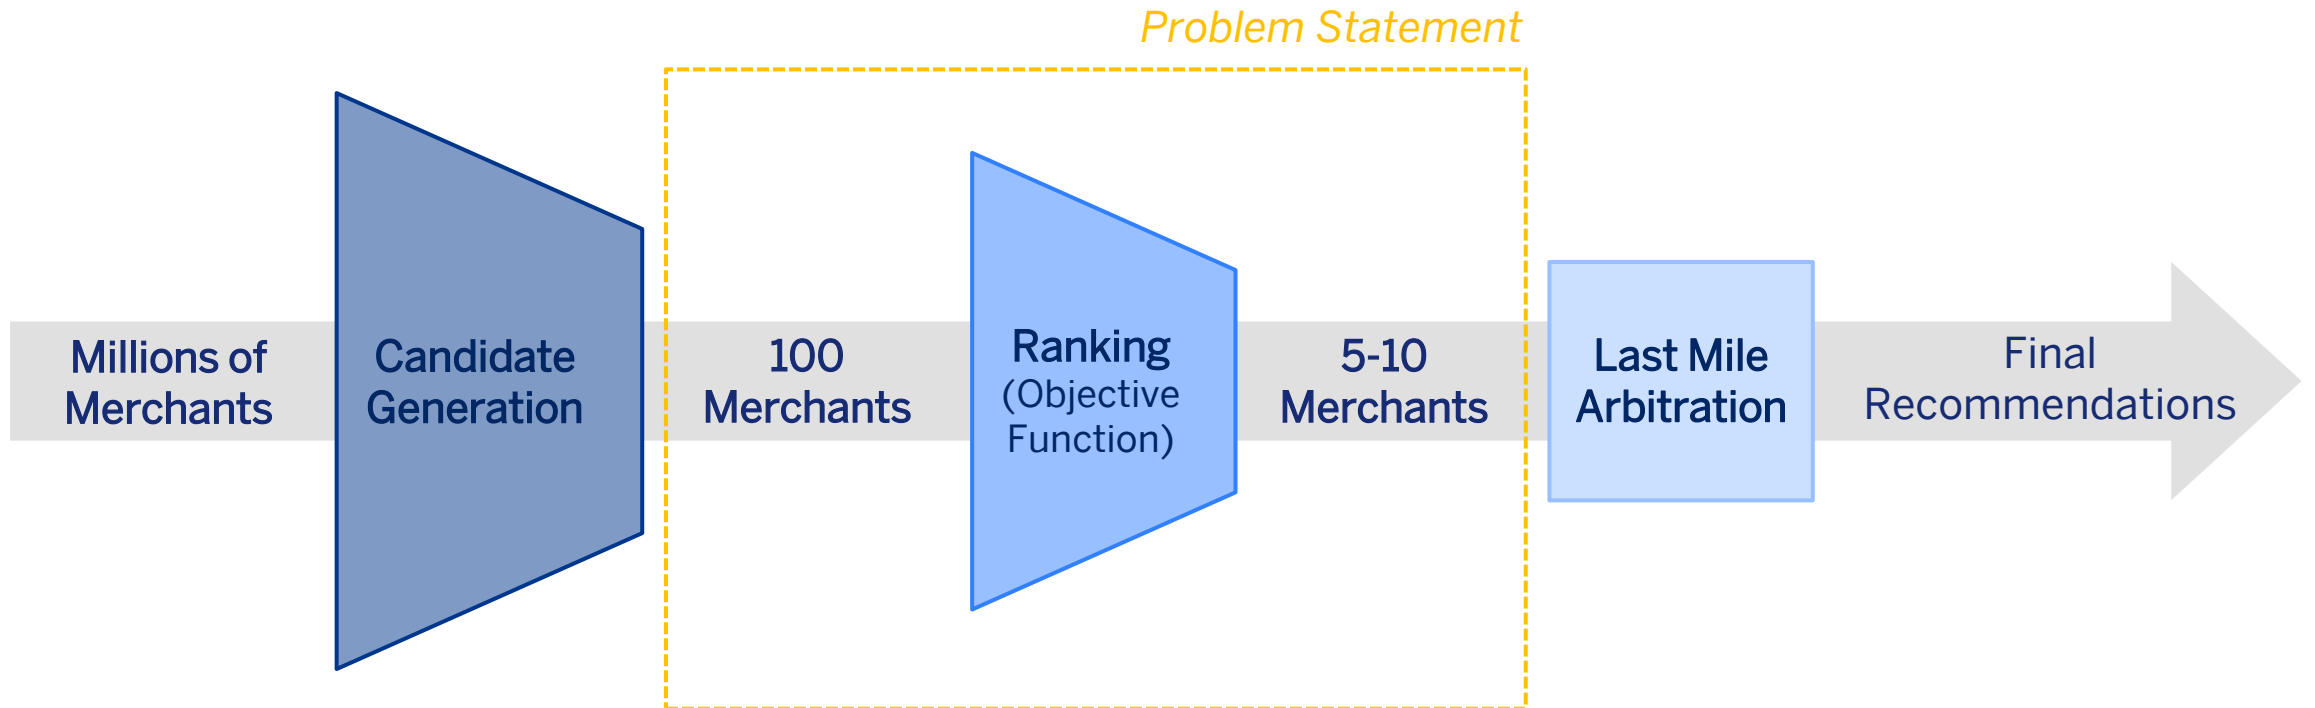 Problem Statement
Millions of
Merchants
Candidate
Generation
100
Merchants
Ranking
(Objective
Function)
5-10
Merchants
Last Mile
Arbitration
Final
Recommendations